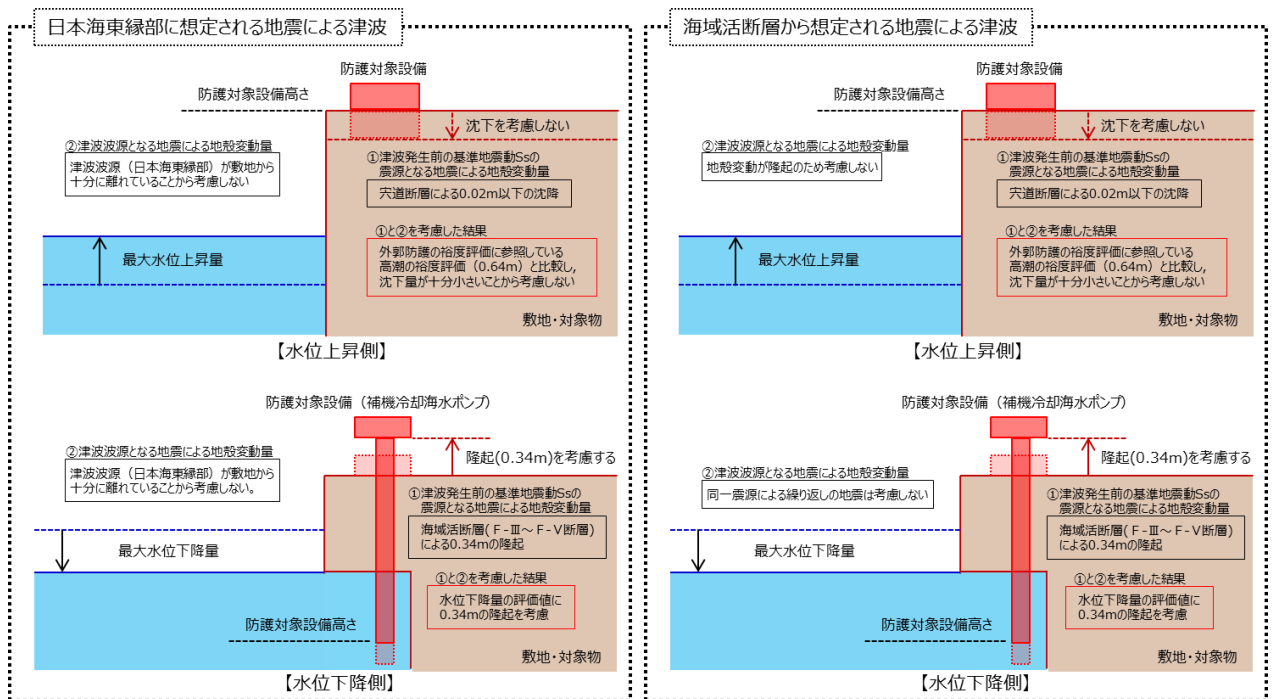 日本海東縁部に想定される地震による津波
防護対象設備
防護対象設備高さ
沈下を考慮しない
②津波波源となる地震による地殻変動量
津波波源（日本海東縁部）が敷地から
十分に離れていることから考慮しない
①津波発生前の基準地震動Ssの
震源となる地震による地殻変動量
宍道断層による0.02m以下の沈降
①と②を考慮した結果
外郭防護の裕度評価に参照している
高潮の裕度評価（0.64m）と比較し，
沈下量が十分小さいことから考慮しない
最大水位上昇量
敷地・対象物
【水位上昇側】
防護対象設備（補機冷却海水ポンプ）
隆起(0.34m)を考慮する
②津波波源となる地震による地殻変動量
津波波源（日本海東縁部）が敷地から
十分に離れていることから考慮しない。
①津波発生前の基準地震動Ssの
震源となる地震による地殻変動量
海域活断層(Ｆ-Ⅲ～Ｆ-Ⅴ断層)
による0.34mの隆起
最大水位下降量
①と②を考慮した結果
水位下降量の評価値に
0.34mの隆起を考慮
防護対象設備高さ
敷地・対象物
【水位下降側】
海域活断層から想定される地震による津波
防護対象設備
防護対象設備高さ
沈下を考慮しない
②津波波源となる地震による地殻変動量
地殻変動が隆起のため考慮しない
①津波発生前の基準地震動Ssの
震源となる地震による地殻変動量
宍道断層による0.02m以下の沈降
①と②を考慮した結果
外郭防護の裕度評価に参照している
高潮の裕度評価（0.64m）と比較し，
沈下量が十分小さいことから考慮しない
最大水位上昇量
敷地・対象物
【水位上昇側】
防護対象設備（補機冷却海水ポンプ）
隆起(0.34m)を考慮する
②津波波源となる地震による地殻変動量
同一震源による繰り返しの地震は考慮しない
①津波発生前の基準地震動Ssの
震源となる地震による地殻変動量
海域活断層(Ｆ-Ⅲ～Ｆ-Ⅴ断層)
による0.34mの隆起
最大水位下降量
①と②を考慮した結果
水位下降量の評価値に
0.34mの隆起を考慮
防護対象設備高さ
敷地・対象物
【水位下降側】